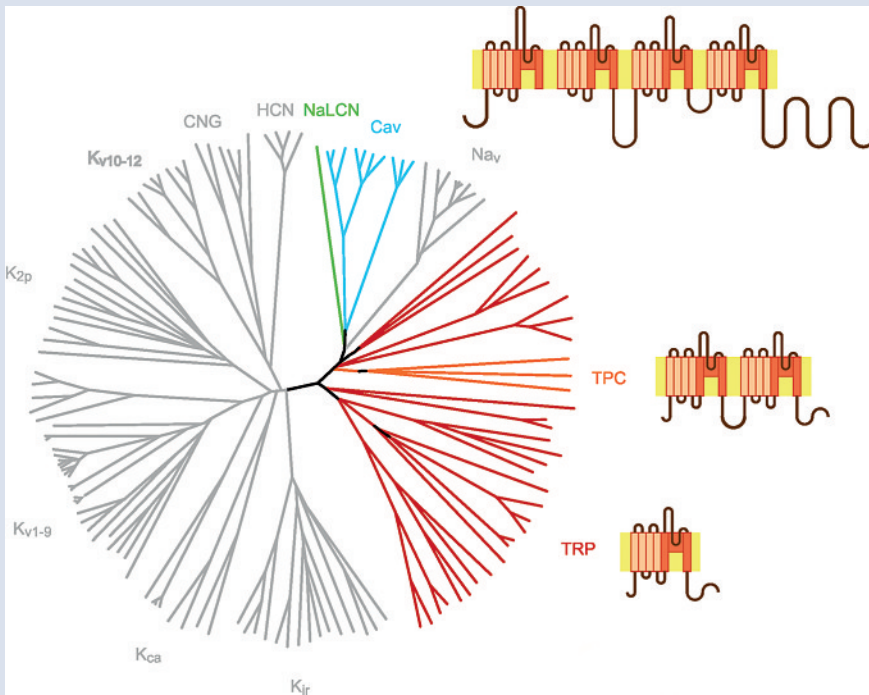 HCN
NaLCN
CNG
Cav
Kv10-12
Nav
K2p
TPC
Kv1-9
TRP
Kca
Kir